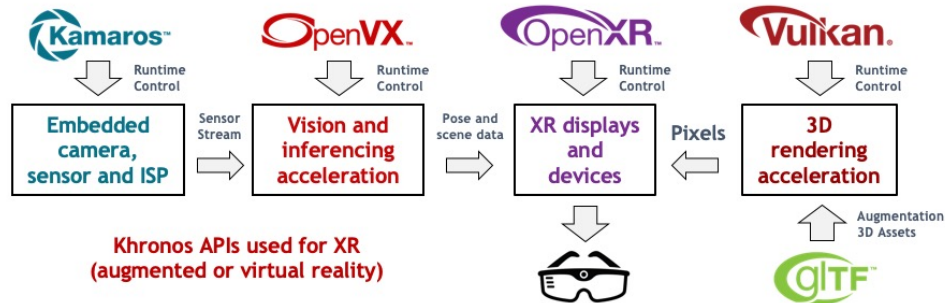 Kamaros™
OpenVX™
OpenXR™
Vulkan®
Runtime
Control
Runtime
Control
Runtime
Control
Runtime
Control
Embedded
camera,
sensor and ISP
Sensor
Stream
Vision and
inferencing
acceleration
Pose and
scene data
XR displays
and
devices
Pixels
3D
rendering
acceleration
Khronos APIs used for XR
(augmented or virtual reality)
Augmentation
3D Assets
glTF™